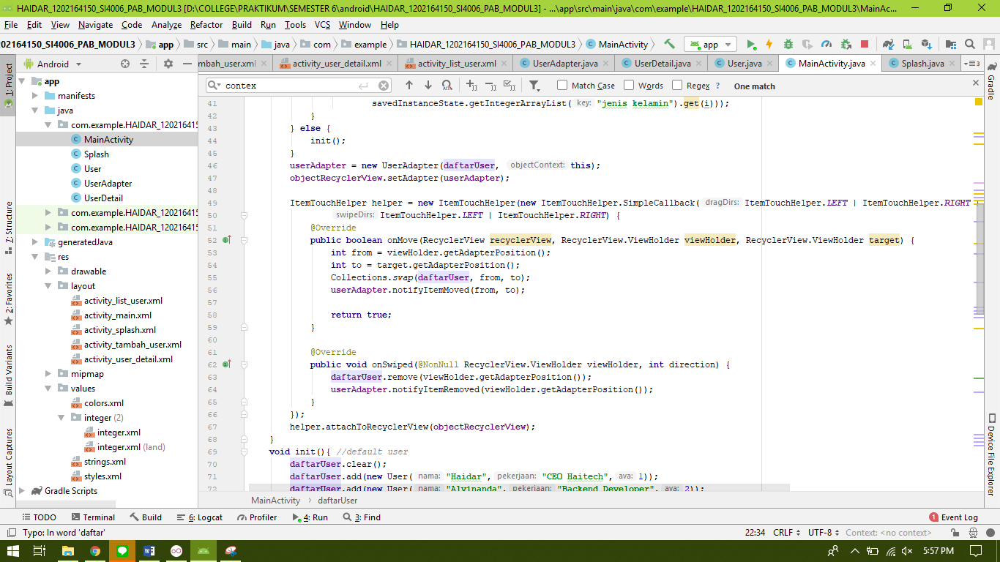 HAIDAR_1202164150_SI4006_PAB_MODUL3 [D:\COLLEGE\PRAKTIKUM\SEMESTER 6\android\HAIDAR_1202164150_SI4006_PAB_MODUL3] - ...\app\src\main\java\com\example\HAIDAR_1202164150_SI4006_PAB_MODUL3\MainAc...
File Edit View Navigate Code Analyze Refactor Build Run Tools VCS Window Help
02164150_SI4006_PAB_MODUL3 app src main java com example HAIDAR_1202164150_SI4006_PAB_MODUL3 MainActivity app
Android
mbah_user.xml activity_user_detail.xml activity_list_user.xml UserAdapter.java UserDetail.java User.java MainActivity.java Splash.java 3
contex Match Case Words Regex ? One match
1: Project
Z: Structure
2: Favorites
Build Variants
Layout Captures
app
manifests
java
com.example.HAIDAR_120216415
MainActivity
Splash
User
UserAdapter
UserDetail
com.example.HAIDAR_120216415
com.example.HAIDAR_120216415
generatedJava
res
drawable
layout
activity_list_user.xml
activity_main.xml
activity_splash.xml
activity_tambah_user.xml
activity_user_detail.xml
mipmap
values
colors.xml
integer (2)
integer.xml
integer.xml (land)
strings.xml
styles.xml
Gradle Scripts
41 savedInstanceState.getIntegerArrayList( key: "jenis kelamin").get(i)));
42 }
43 } else {
44 init();
45 }
46 userAdapter = new UserAdapter(daftarUser, objectContext: this);
47 objectRecyclerView.setAdapter(userAdapter);
48
49 ItemTouchHelper helper = new ItemTouchHelper(new ItemTouchHelper.SimpleCallback( dragDirs: ItemTouchHelper.LEFT | ItemTouchHelper.RIGHT
50 swipeDirs: ItemTouchHelper.LEFT | ItemTouchHelper.RIGHT) {
51 @Override
52 public boolean onMove(RecyclerView recyclerView, RecyclerView.ViewHolder viewHolder, RecyclerView.ViewHolder target) {
53 int from = viewHolder.getAdapterPosition();
54 int to = target.getAdapterPosition();
55 Collections.swap(daftarUser, from, to);
56 userAdapter.notifyItemMoved(from, to);
57
58 return true;
59 }
60
61 @Override
62 public void onSwiped(@NonNull RecyclerView.ViewHolder viewHolder, int direction) {
63 daftarUser.remove(viewHolder.getAdapterPosition());
64 userAdapter.notifyItemRemoved(viewHolder.getAdapterPosition());
65 }
66 });
67 helper.attachToRecyclerView(objectRecyclerView);
68 }
69 void init(){ //default user
70 daftarUser.clear();
71 daftarUser.add(new User( nama: "Haidar", pekerjaan: "CEO Haitech", ava: 1));
72 daftarUser.add(new User( nama: "Alvinanda", pekerjaan: "Backend Developer", ava: 2));
MainActivity daftarUser
Gradle
Device File Explorer
TODO Terminal Build 6: Logcat Profiler 4: Run 3: Find 1 Event Log
Typo: In word 'daftar' 22:34 CRLF UTF-8 Context: <no context>
5:57 PM